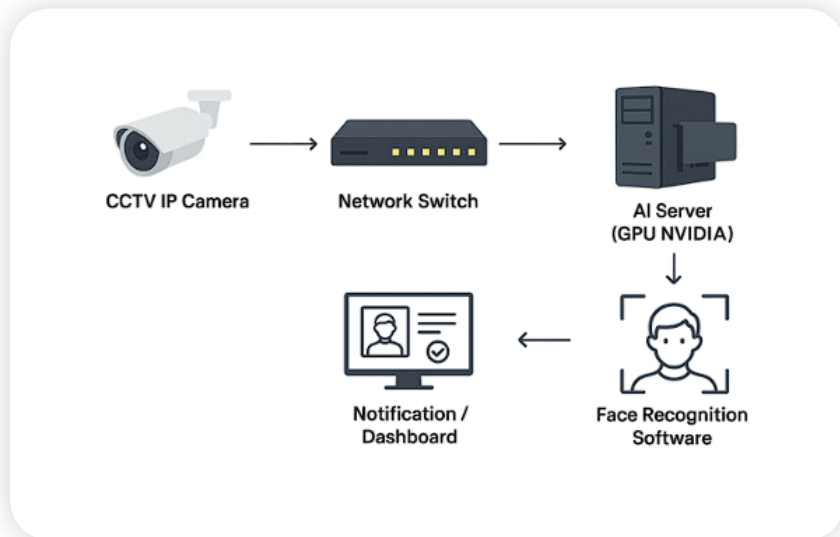 CCTV IP Camera
Network Switch
AI Server
(GPU NVIDIA)
Notification /
Dashboard
Face Recognition
Software